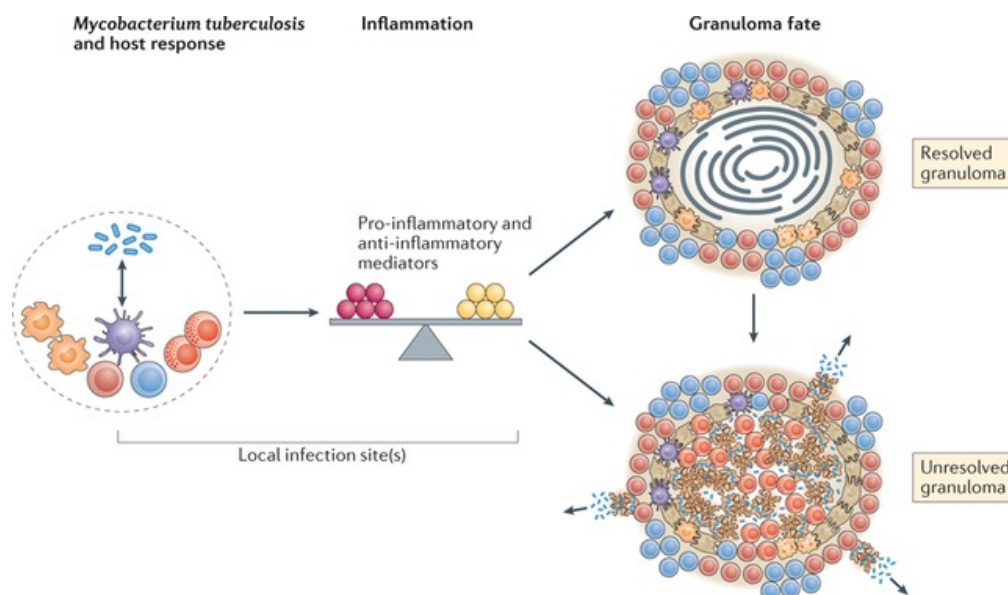 Mycobacterium tuberculosis
and host response
Inflammation
Granuloma fate
Pro-inflammatory and
anti-inflammatory
mediators
Resolved
granuloma
Local infection site(s)
Unresolved
granuloma